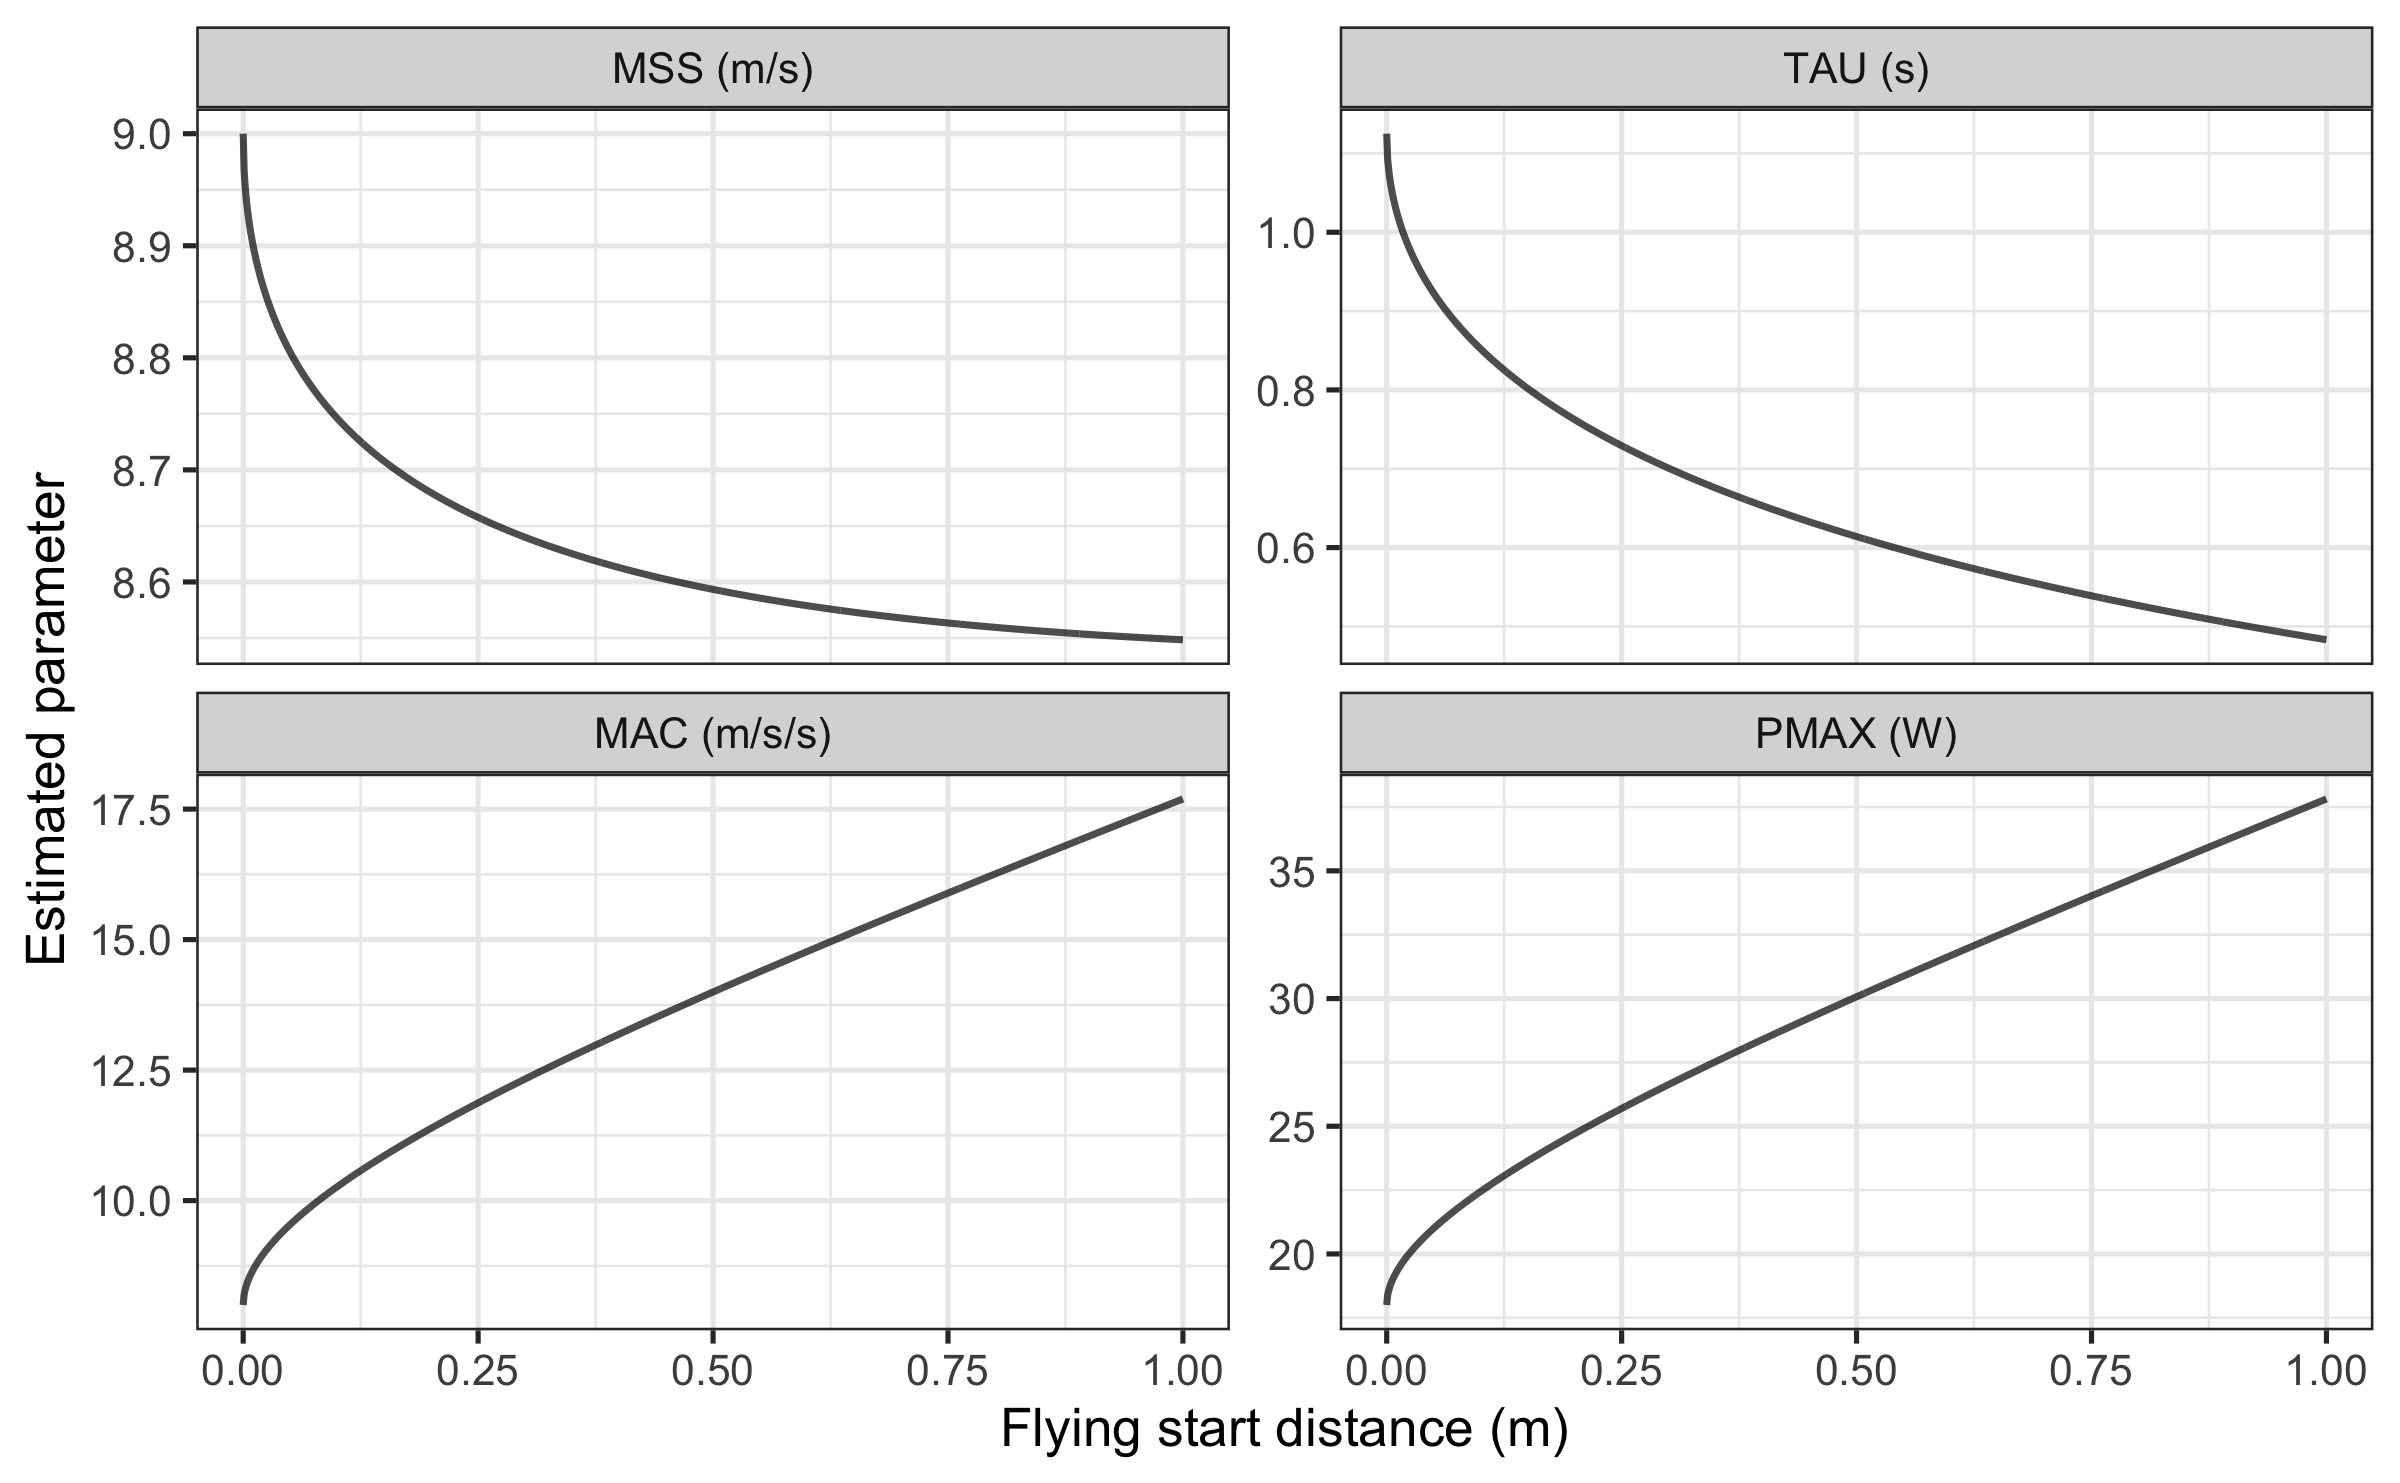 MSS (m/s)
TAU (s)
9.0
8.9
8.8
8.7
8.6
1.0
0.8
0.6
MAC (m/s/s)
PMAX (W)
17.5
15.0
12.5
10.0
35
30
25
20
0.00 0.25 0.50 0.75 1.00
0.00 0.25 0.50 0.75 1.00
Estimated parameter
Flying start distance (m)